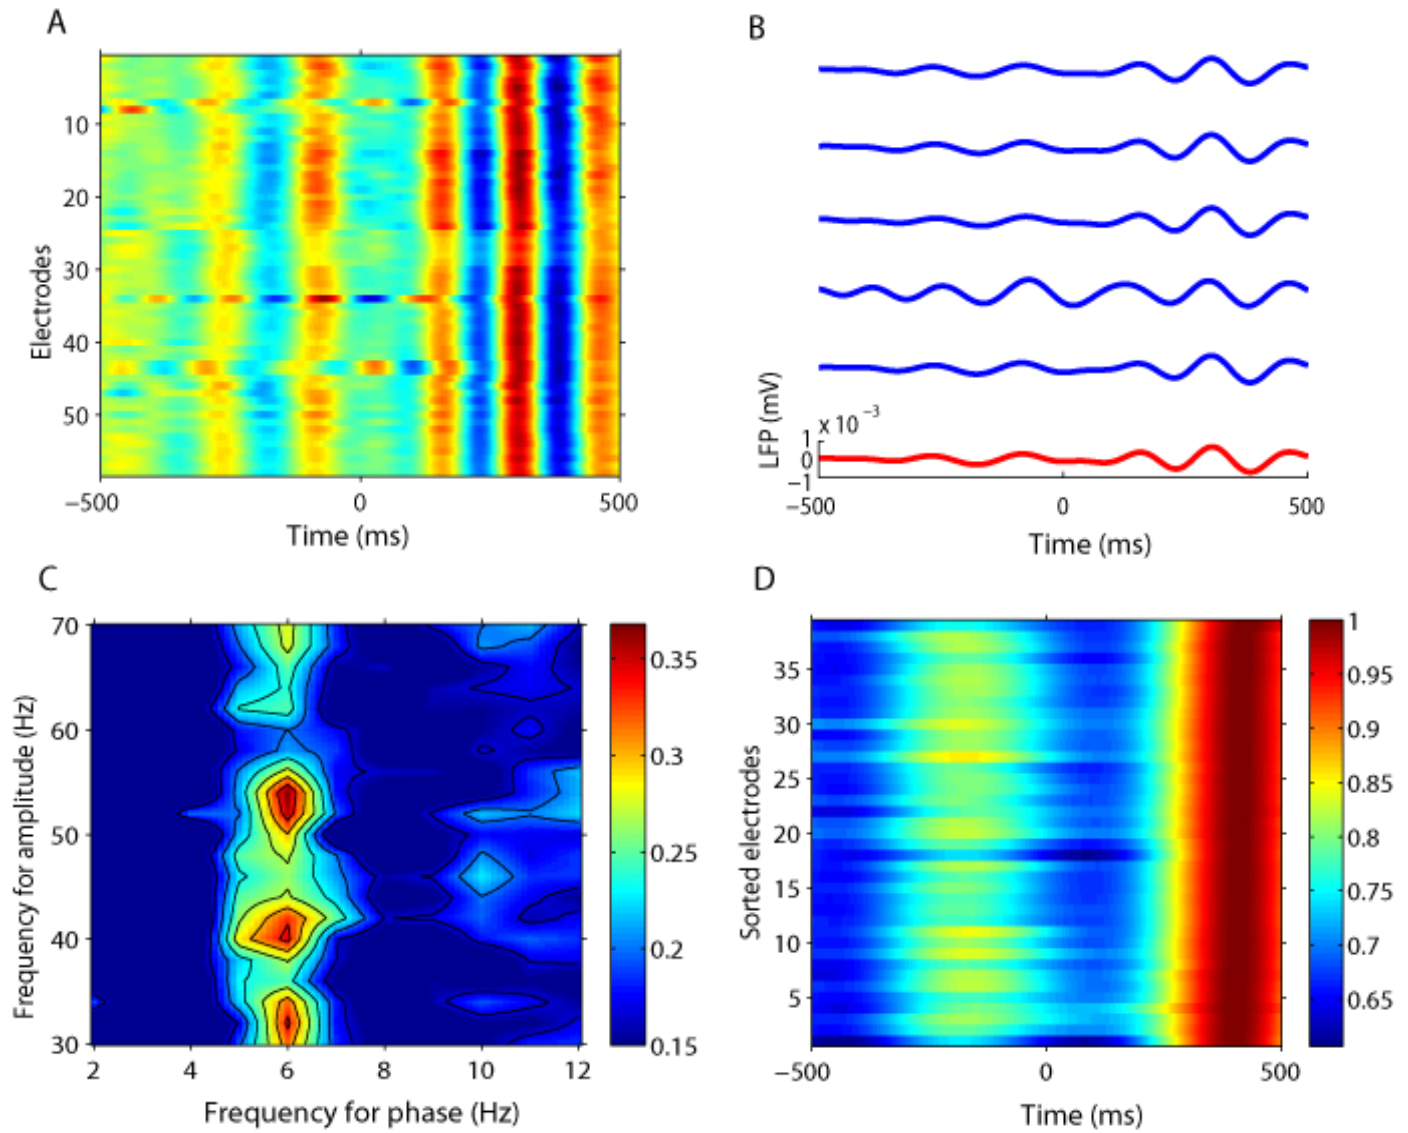 A
Electrodes
10
20
30
40
50
−500 0 500
Time (ms)
B
LFP (mV)
x 10 −3
1
0
−1
−500 0 500
Time (ms)
C
Frequency for amplitude (Hz)
70
60
50
40
30
2 4 6 8 10 12
Frequency for phase (Hz)
0.35
0.3
0.25
0.2
0.15
D
Sorted electrodes
35
30
25
20
15
10
5
−500 0 500
Time (ms)
1
0.95
0.9
0.85
0.8
0.75
0.7
0.65